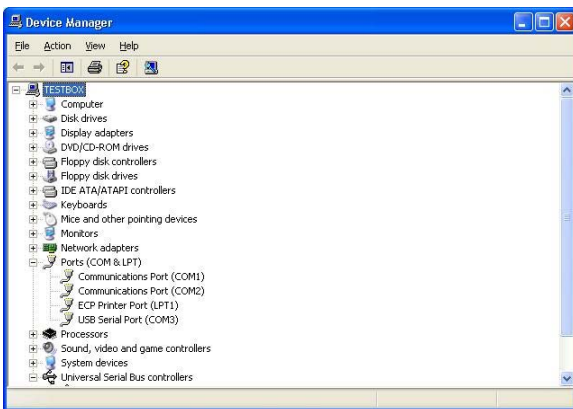 Device Manager
File Action View Help
TESTBOX
Computer
Disk drives
Display adapters
DVD/CD-ROM drives
Floppy disk controllers
Floppy disk drives
IDE ATA/ATAPI controllers
Keyboards
Mice and other pointing devices
Monitors
Network adapters
Ports (COM & LPT)
Communications Port (COM1)
Communications Port (COM2)
ECP Printer Port (LPT1)
USB Serial Port (COM3)
Processors
Sound, video and game controllers
System devices
Universal Serial Bus controllers